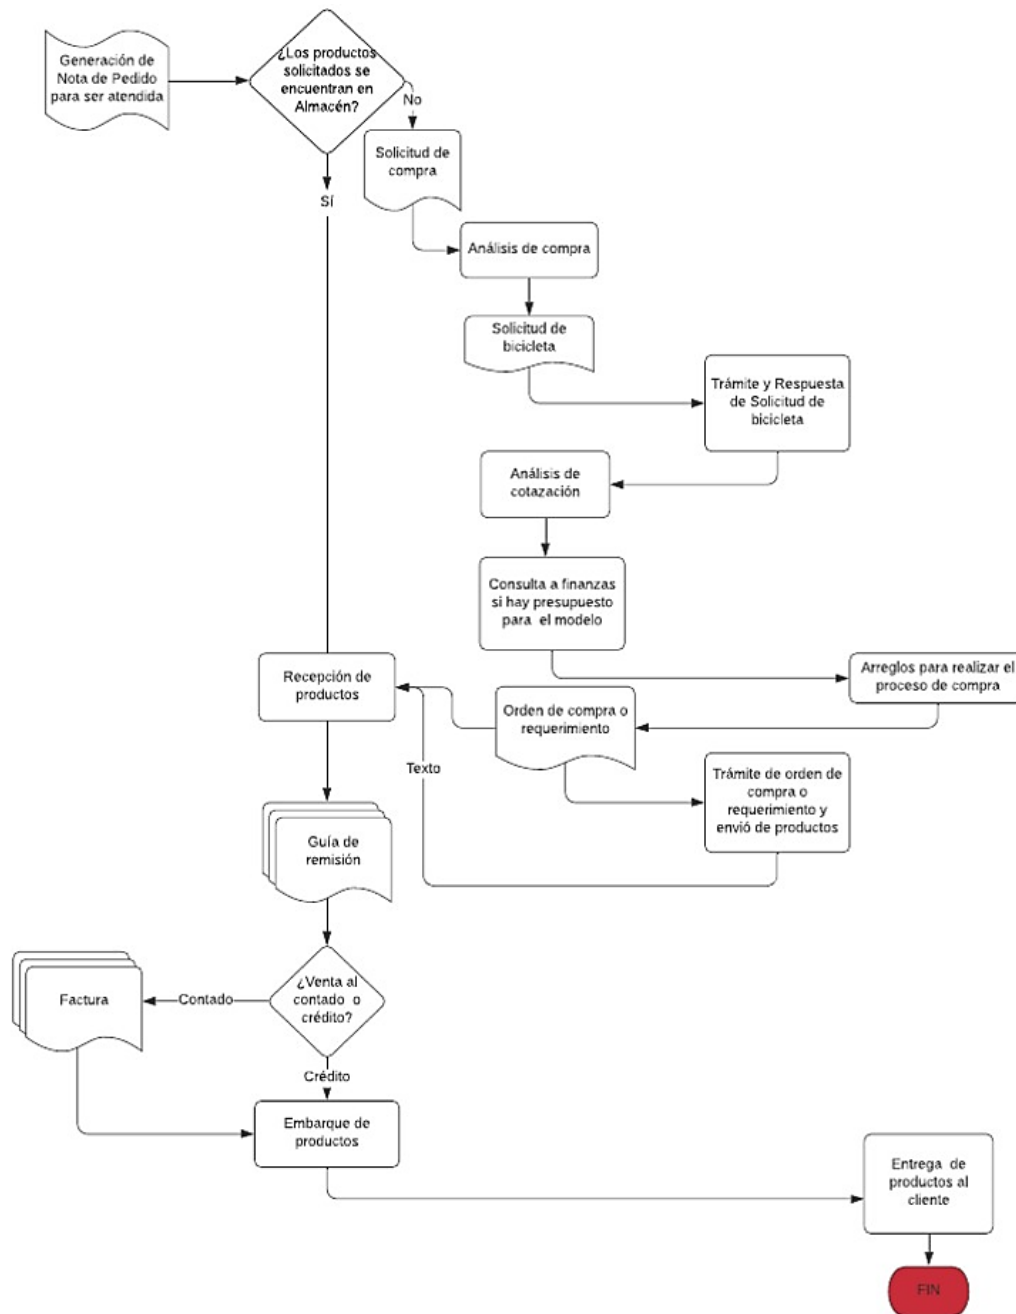 Generación de
Nota de Pedido
para ser atendida
¿Los productos
solicitados se
encuentran en
Almacén?
No
Sí
Solicitud de
compra
Análisis de compra
Solicitud de
bicicleta
Trámite y Respuesta
de Solicitud de
bicicleta
Análisis de
cotazación
Consulta a finanzas
si hay presupuesto
para el modelo
Arreglos para realizar el
proceso de compra
Recepción de
productos
Orden de compra o
requerimiento
Texto
Trámite de orden de
compra o
requerimiento y
envió de productos
Guía de
remisión
¿Venta al
contado o
crédito?
Contado
Factura
Crédito
Embarque de
productos
Entrega de
productos al
cliente
FIN